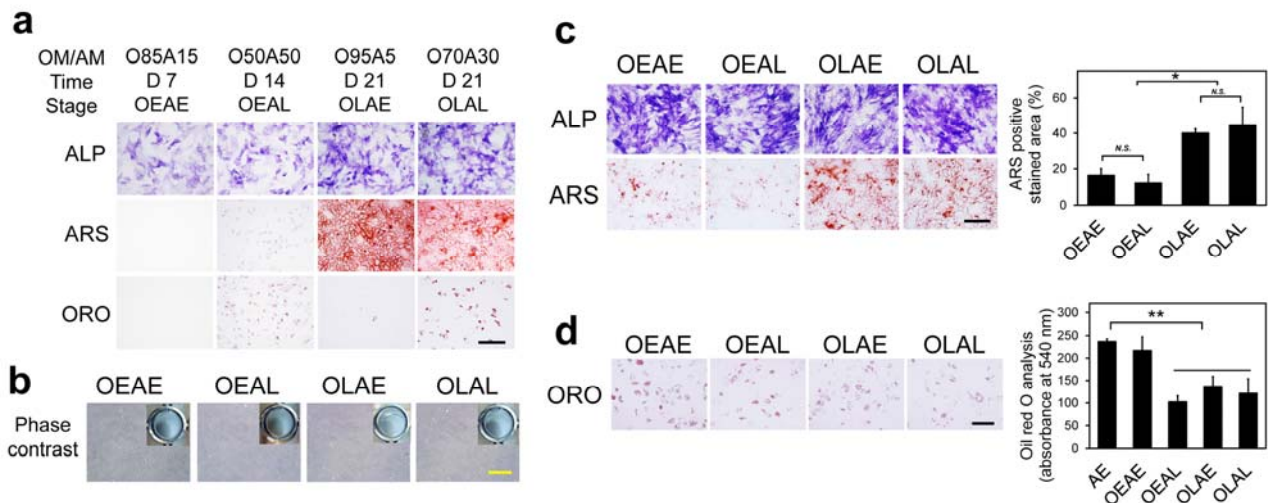 a
OM/AM O85A15 O50A50 O95A5 O70A30
Time D 7 D 14 D 21 D 21
Stage OEAE OEAL OLAE OLAL
ALP
ARS
ORO
b
OEAE OEAL OLAE OLAL
Phase
contrast
c
OEAE OEAL OLAE OLAL
ALP
ARS
ARS positive
stained area (%)
60
40
20
0
*
N.S.
N.S.
OEAE OEAL OLAE OLAL
d
OEAE OEAL OLAE OLAL
ORO
Oil red O analysis
(absorbance at 540 nm)
300
250
200
150
100
50
0
**
AE OEAE OEAL OLAE OLAL